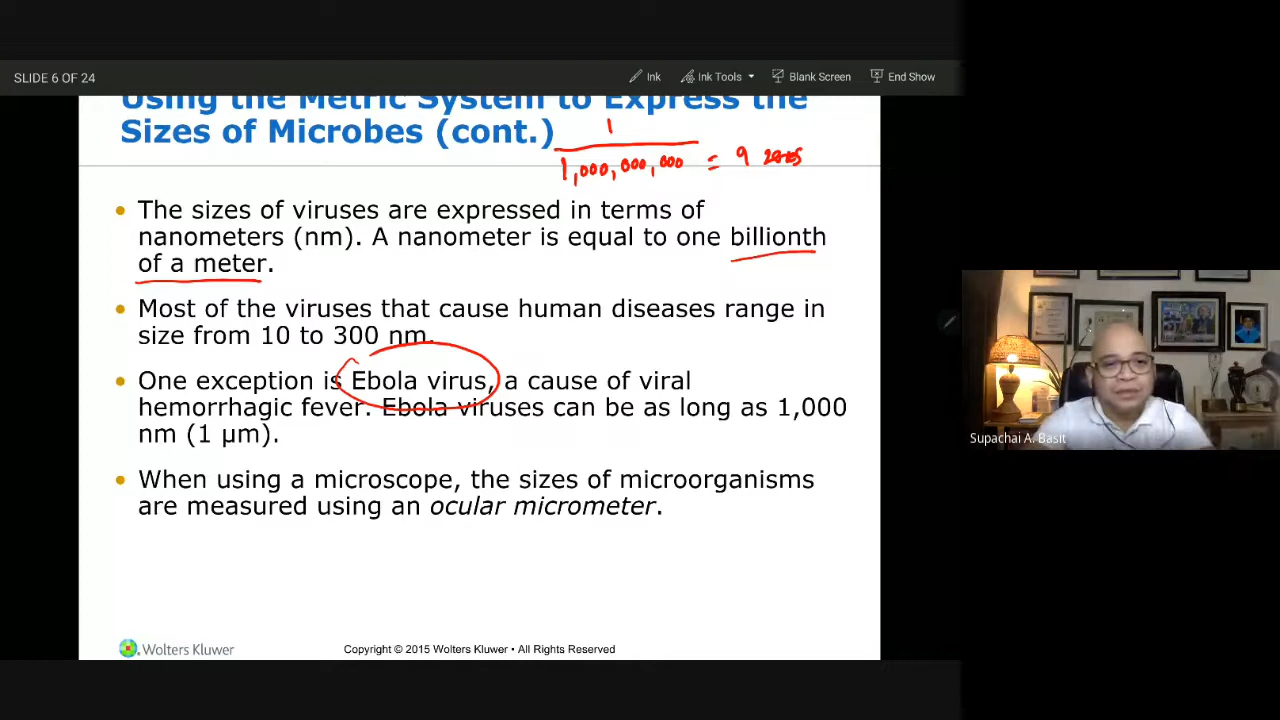 SLIDE 6 OF 24
Ink
Ink Tools
Blank Screen
End Show
Using the Metric System to Express the
Sizes of Microbes (cont.)
1
1,000,000,000 = 9 zeros
• The sizes of viruses are expressed in terms of
nanometers (nm). A nanometer is equal to one billionth
of a meter.
• Most of the viruses that cause human diseases range in
size from 10 to 300 nm.
• One exception is Ebola virus, a cause of viral
hemorrhagic fever. Ebola viruses can be as long as 1,000
nm (1 µm).
• When using a microscope, the sizes of microorganisms
are measured using an ocular micrometer.
Wolters Kluwer
Copyright © 2015 Wolters Kluwer • All Rights Reserved
Supachai A. Basit